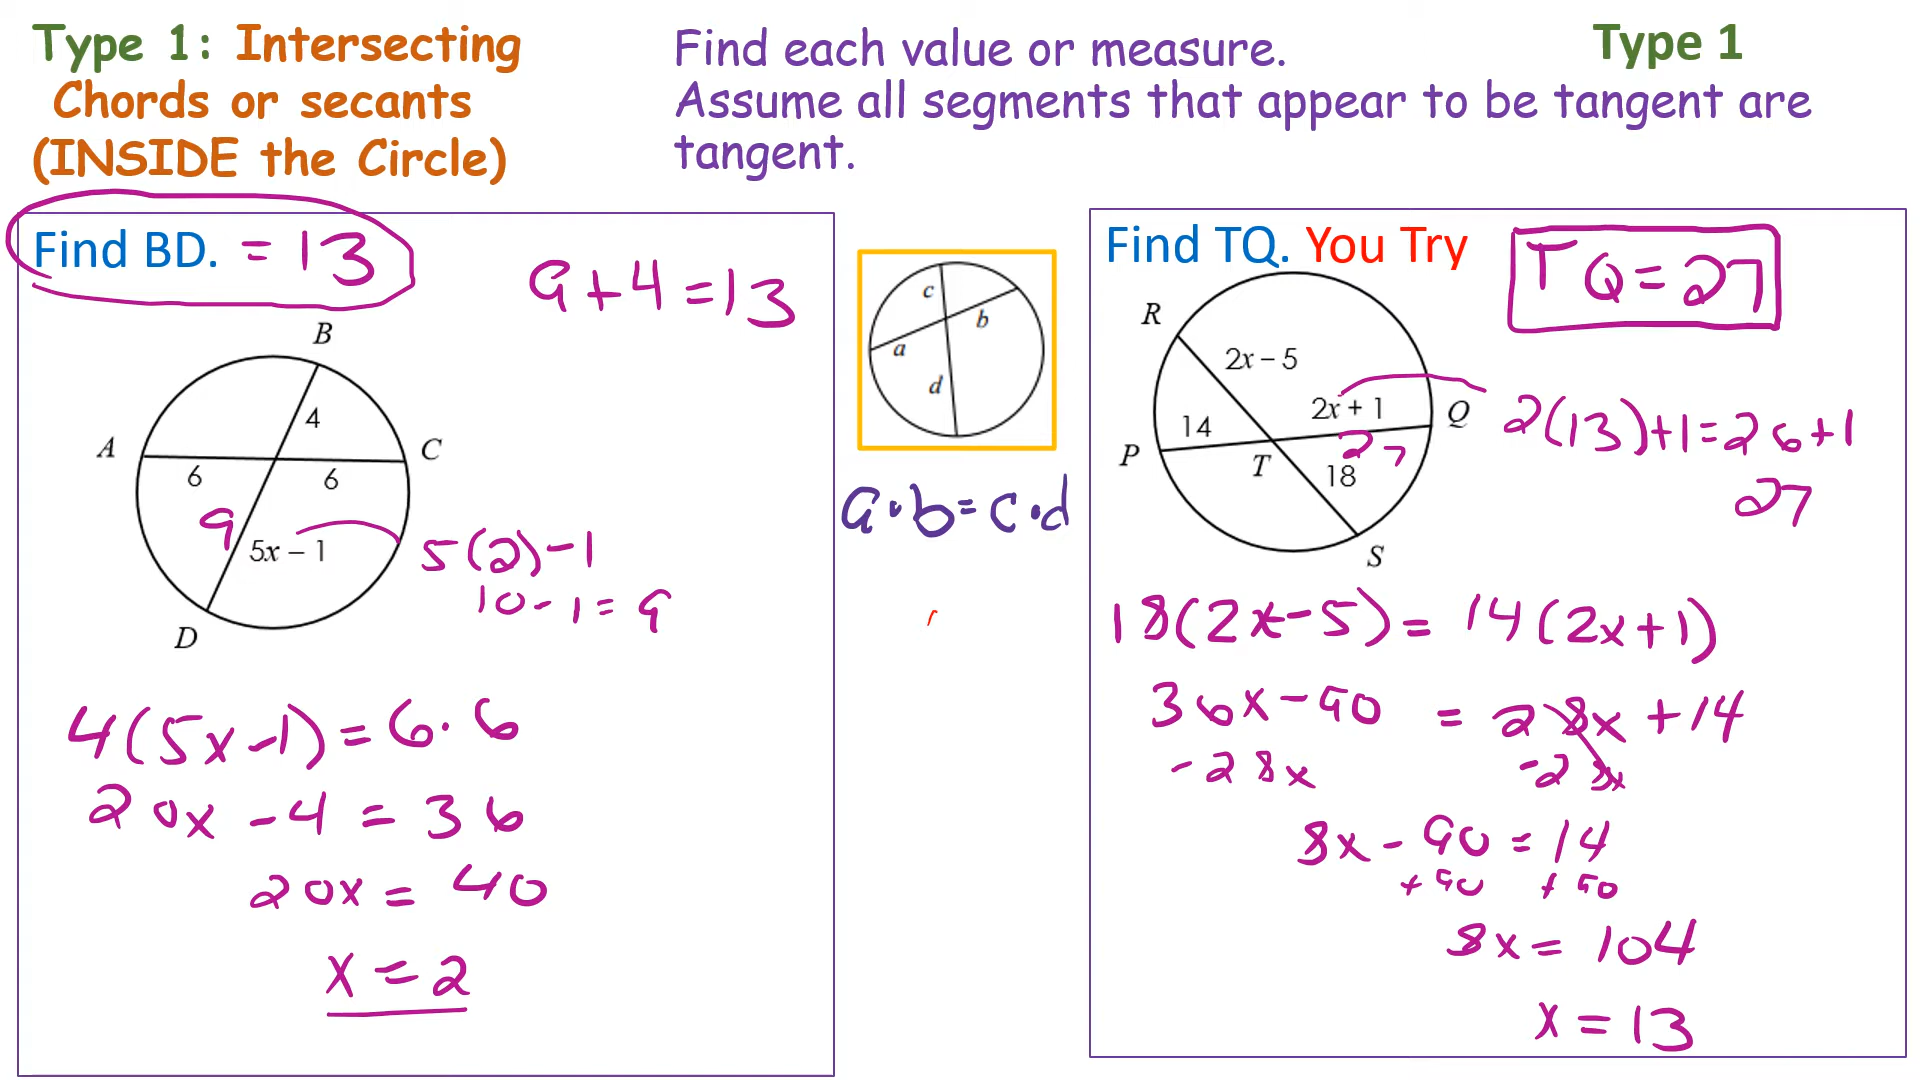 Type 1: Intersecting
Chords or secants
(INSIDE the Circle)
Find each value or measure.
Assume all segments that appear to be tangent are
tangent.
Type 1
Find BD. = 13
9 + 4 = 13
B
4
A
C
6
6
9
5x – 1
D
5(2) - 1
10 - 1 = 9
4(5x - 1) = 6 · 6
20x - 4 = 36
20x = 40
x = 2
c
b
a
d
a · b = c · d
Find TQ. You Try
TQ = 27
R
2x – 5
2x + 1
Q
14
P
T
27
18
S
2(13) + 1 = 26 + 1
27
18(2x - 5) = 14(2x + 1)
36x - 90 = 28x + 14
- 28x - 28x
8x - 90 = 14
+ 90 + 90
8x = 104
x = 13